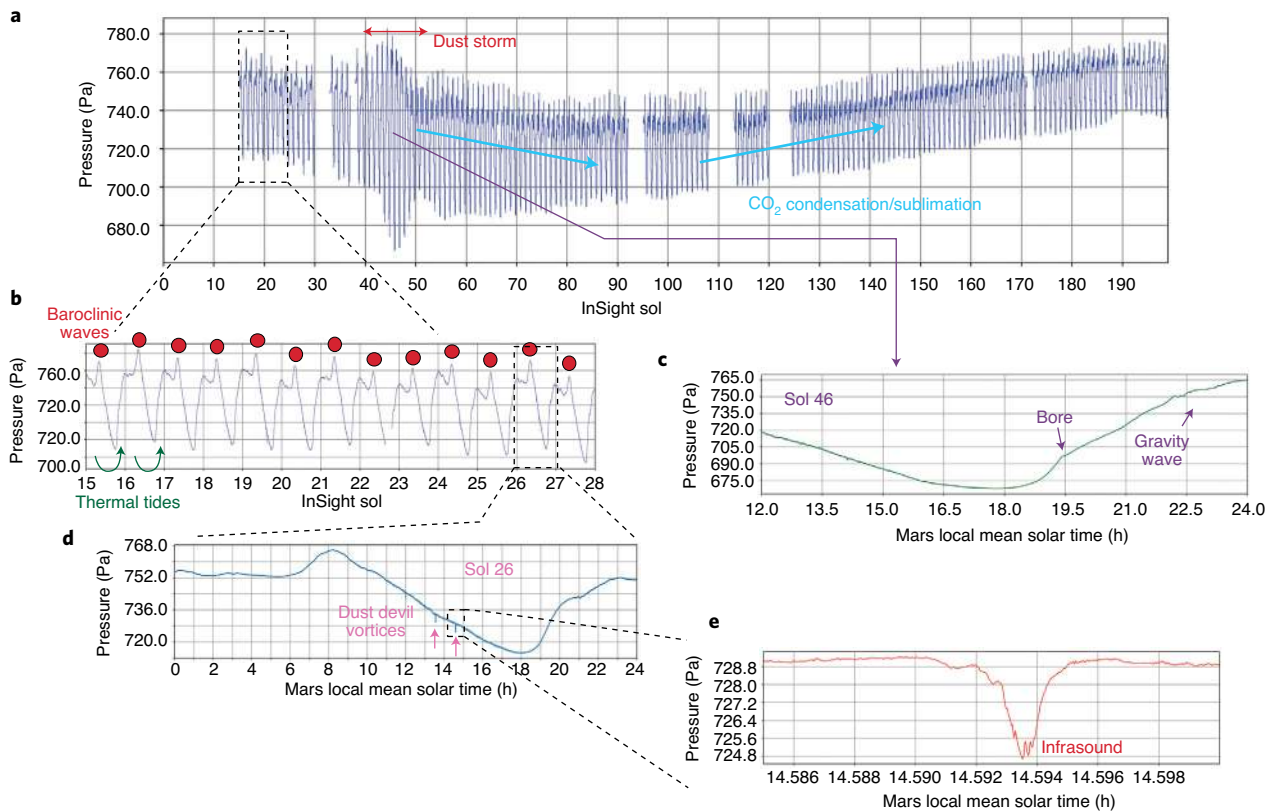 a
780.0
760.0
740.0
720.0
700.0
680.0
Pressure (Pa)
Dust storm
CO₂ condensation/sublimation
0 10 20 30 40 50 60 70 80 90 100 110 120 130 140 150 160 170 180 190
InSight sol
b
Baroclinic
waves
760.0
720.0
720.0
700.0
Pressure (Pa)
15 16 17 18 19 20 21 22 23 24 25 26 27 28
InSight sol
Thermal tides
c
765.0
750.0
735.0
720.0
705.0
690.0
675.0
Pressure (Pa)
Sol 46
Bore
Gravity
wave
12.0 13.5 15.0 16.5 18.0 19.5 21.0 22.5 24.0
Mars local mean solar time (h)
d
768.0
752.0
736.0
720.0
Pressure (Pa)
Sol 26
Dust devil
vortices
0 2 4 6 8 10 12 14 16 18 20 22 24
Mars local mean solar time (h)
e
728.8
728.0
727.2
726.4
725.6
724.8
Pressure (Pa)
Infrasound
14.586 14.588 14.590 14.592 14.594 14.596 14.598
Mars local mean solar time (h)